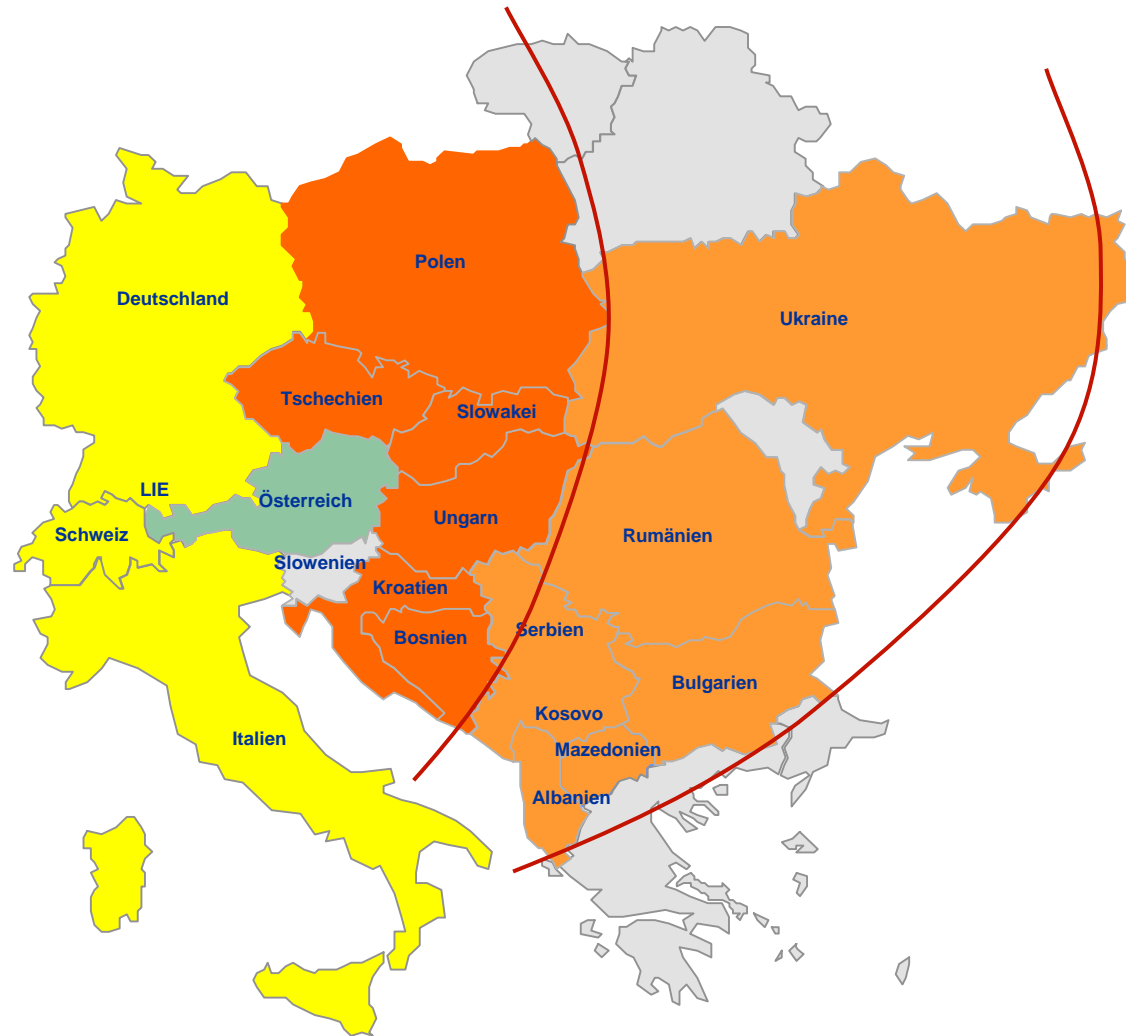 Polen
Deutschland
Ukraine
Tschechien
Slowakei
LIE
Österreich
Ungarn
Schweiz
Rumänien
Slowenien
Kroatien
Serbien
Bosnien
Bulgarien
Kosovo
Italien
Mazedonien
Albanien